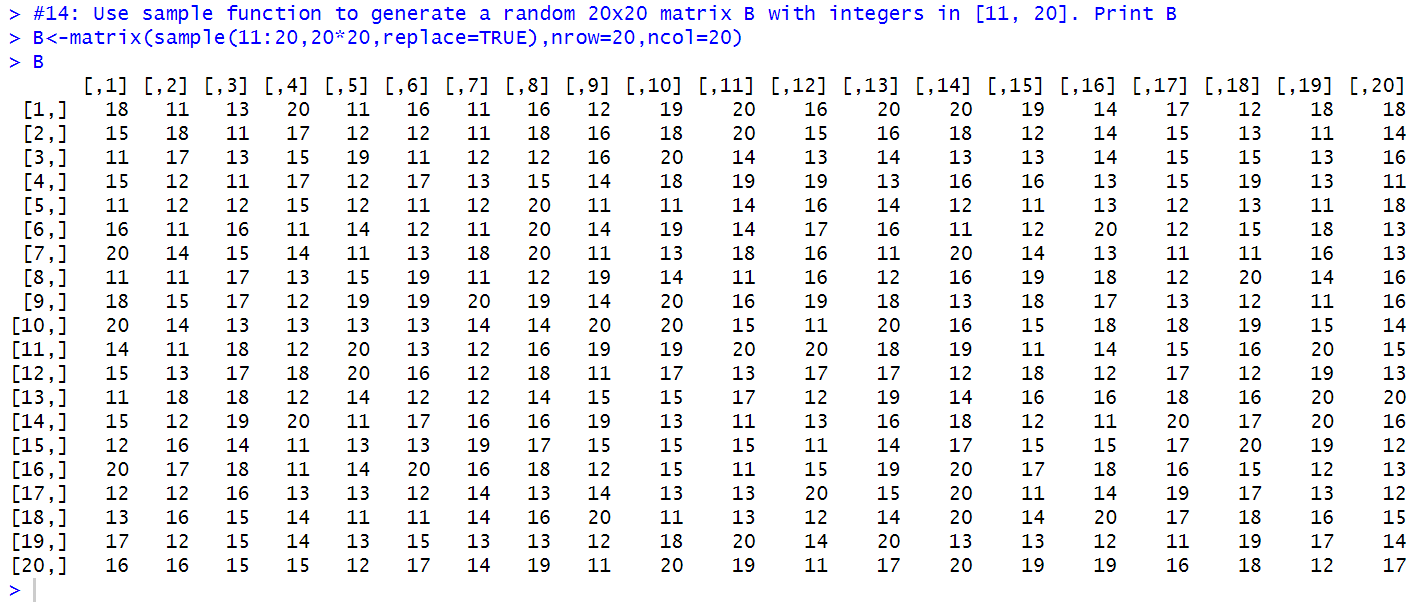 > #14: Use sample function to generate a random 20x20 matrix B with integers in [11, 20]. Print B
> B<-matrix(sample(11:20,20*20,replace=TRUE),nrow=20,ncol=20)
> B
[,1] [,2] [,3] [,4] [,5] [,6] [,7] [,8] [,9] [,10] [,11] [,12] [,13] [,14] [,15] [,16] [,17] [,18] [,19] [,20]
[1,] 18 11 13 20 11 16 11 16 12 19 20 16 20 20 19 14 17 12 18 18
[2,] 15 18 11 17 12 12 11 18 16 18 20 15 16 18 12 14 15 13 11 14
[3,] 11 17 13 15 19 11 12 12 16 20 14 13 14 13 13 14 15 15 13 16
[4,] 15 12 11 17 12 17 13 15 14 18 19 19 13 16 16 13 15 19 13 11
[5,] 11 12 12 15 12 11 12 20 11 11 14 16 14 12 11 13 12 13 11 18
[6,] 16 11 16 11 14 12 11 20 14 19 14 17 16 11 12 20 12 15 18 13
[7,] 20 14 15 14 11 13 18 20 11 13 18 16 11 20 14 13 11 11 16 13
[8,] 11 11 17 13 15 19 11 12 19 14 11 16 12 16 19 18 12 20 14 16
[9,] 18 15 17 12 19 19 20 19 14 20 16 19 18 13 18 17 13 12 11 16
[10,] 20 14 13 13 13 13 14 14 20 20 15 11 20 16 15 18 18 19 15 14
[11,] 14 11 18 12 20 13 12 16 19 19 20 20 18 19 11 14 15 16 20 15
[12,] 15 13 17 18 20 16 12 18 11 17 13 17 17 12 18 12 17 12 19 13
[13,] 11 18 18 12 14 12 12 14 15 15 17 12 19 14 16 16 18 16 20 20
[14,] 15 12 19 20 11 17 16 16 19 13 11 13 16 18 12 11 20 17 20 16
[15,] 12 16 14 11 13 13 19 17 15 15 15 11 14 17 15 15 17 20 19 12
[16,] 20 17 18 11 14 20 16 18 12 15 11 15 19 20 17 18 16 15 12 13
[17,] 12 12 16 13 13 12 14 13 14 13 13 20 15 20 11 14 19 17 13 12
[18,] 13 16 15 14 11 11 14 16 20 11 13 12 14 20 14 20 17 18 16 15
[19,] 17 12 15 14 13 15 13 13 12 18 20 14 20 13 13 12 11 19 17 14
[20,] 16 16 15 15 12 17 14 19 11 20 19 11 17 20 19 19 16 18 12 17
>